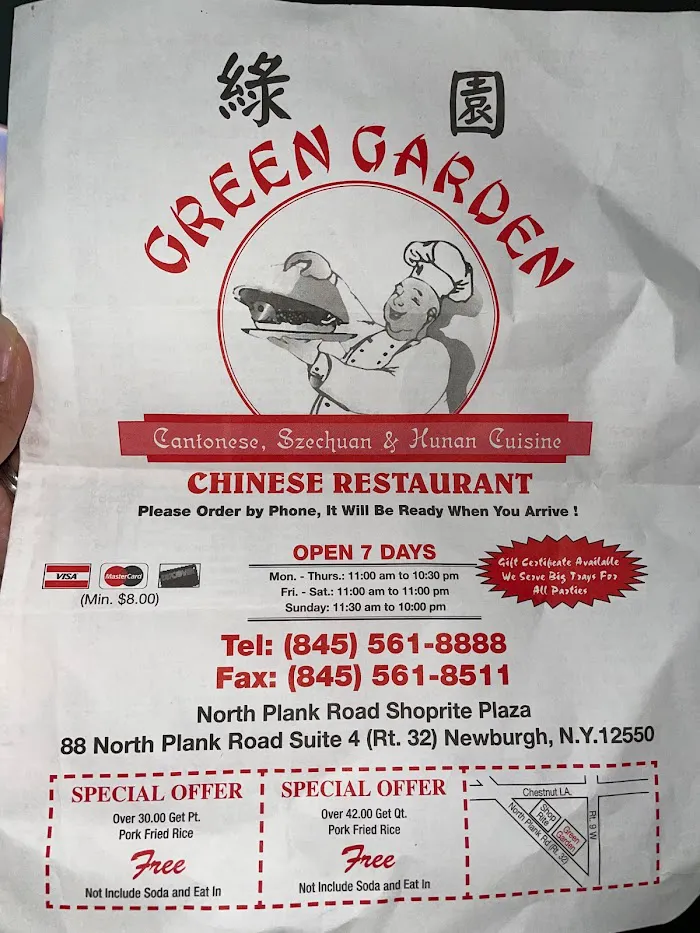 綠 園
GREEN GARDEN
Cantonese, Szechuan & Hunan Cuisine
CHINESE RESTAURANT
Please Order by Phone, It Will Be Ready When You Arrive !
VISA MasterCard DISCOVER
(Min. $8.00)
OPEN 7 DAYS
Mon. - Thurs.: 11:00 am to 10:30 pm
Fri. - Sat.: 11:00 am to 11:00 pm
Sunday: 11:30 am to 10:00 pm
Gift Certificate Available
We Serve Big Trays For
All Parties
Tel: (845) 561-8888
Fax: (845) 561-8511
North Plank Road Shoprite Plaza
88 North Plank Road Suite 4 (Rt. 32) Newburgh, N.Y.12550
SPECIAL OFFER
Over 30.00 Get Pt.
Pork Fried Rice
Free
Not Include Soda and Eat In
SPECIAL OFFER
Over 42.00 Get Qt.
Pork Fried Rice
Free
Not Include Soda and Eat In
Chestnut LA.
Shop
Rite
Green
Garden
North Plank Rd (Rt. 32)
Rt. 9 W